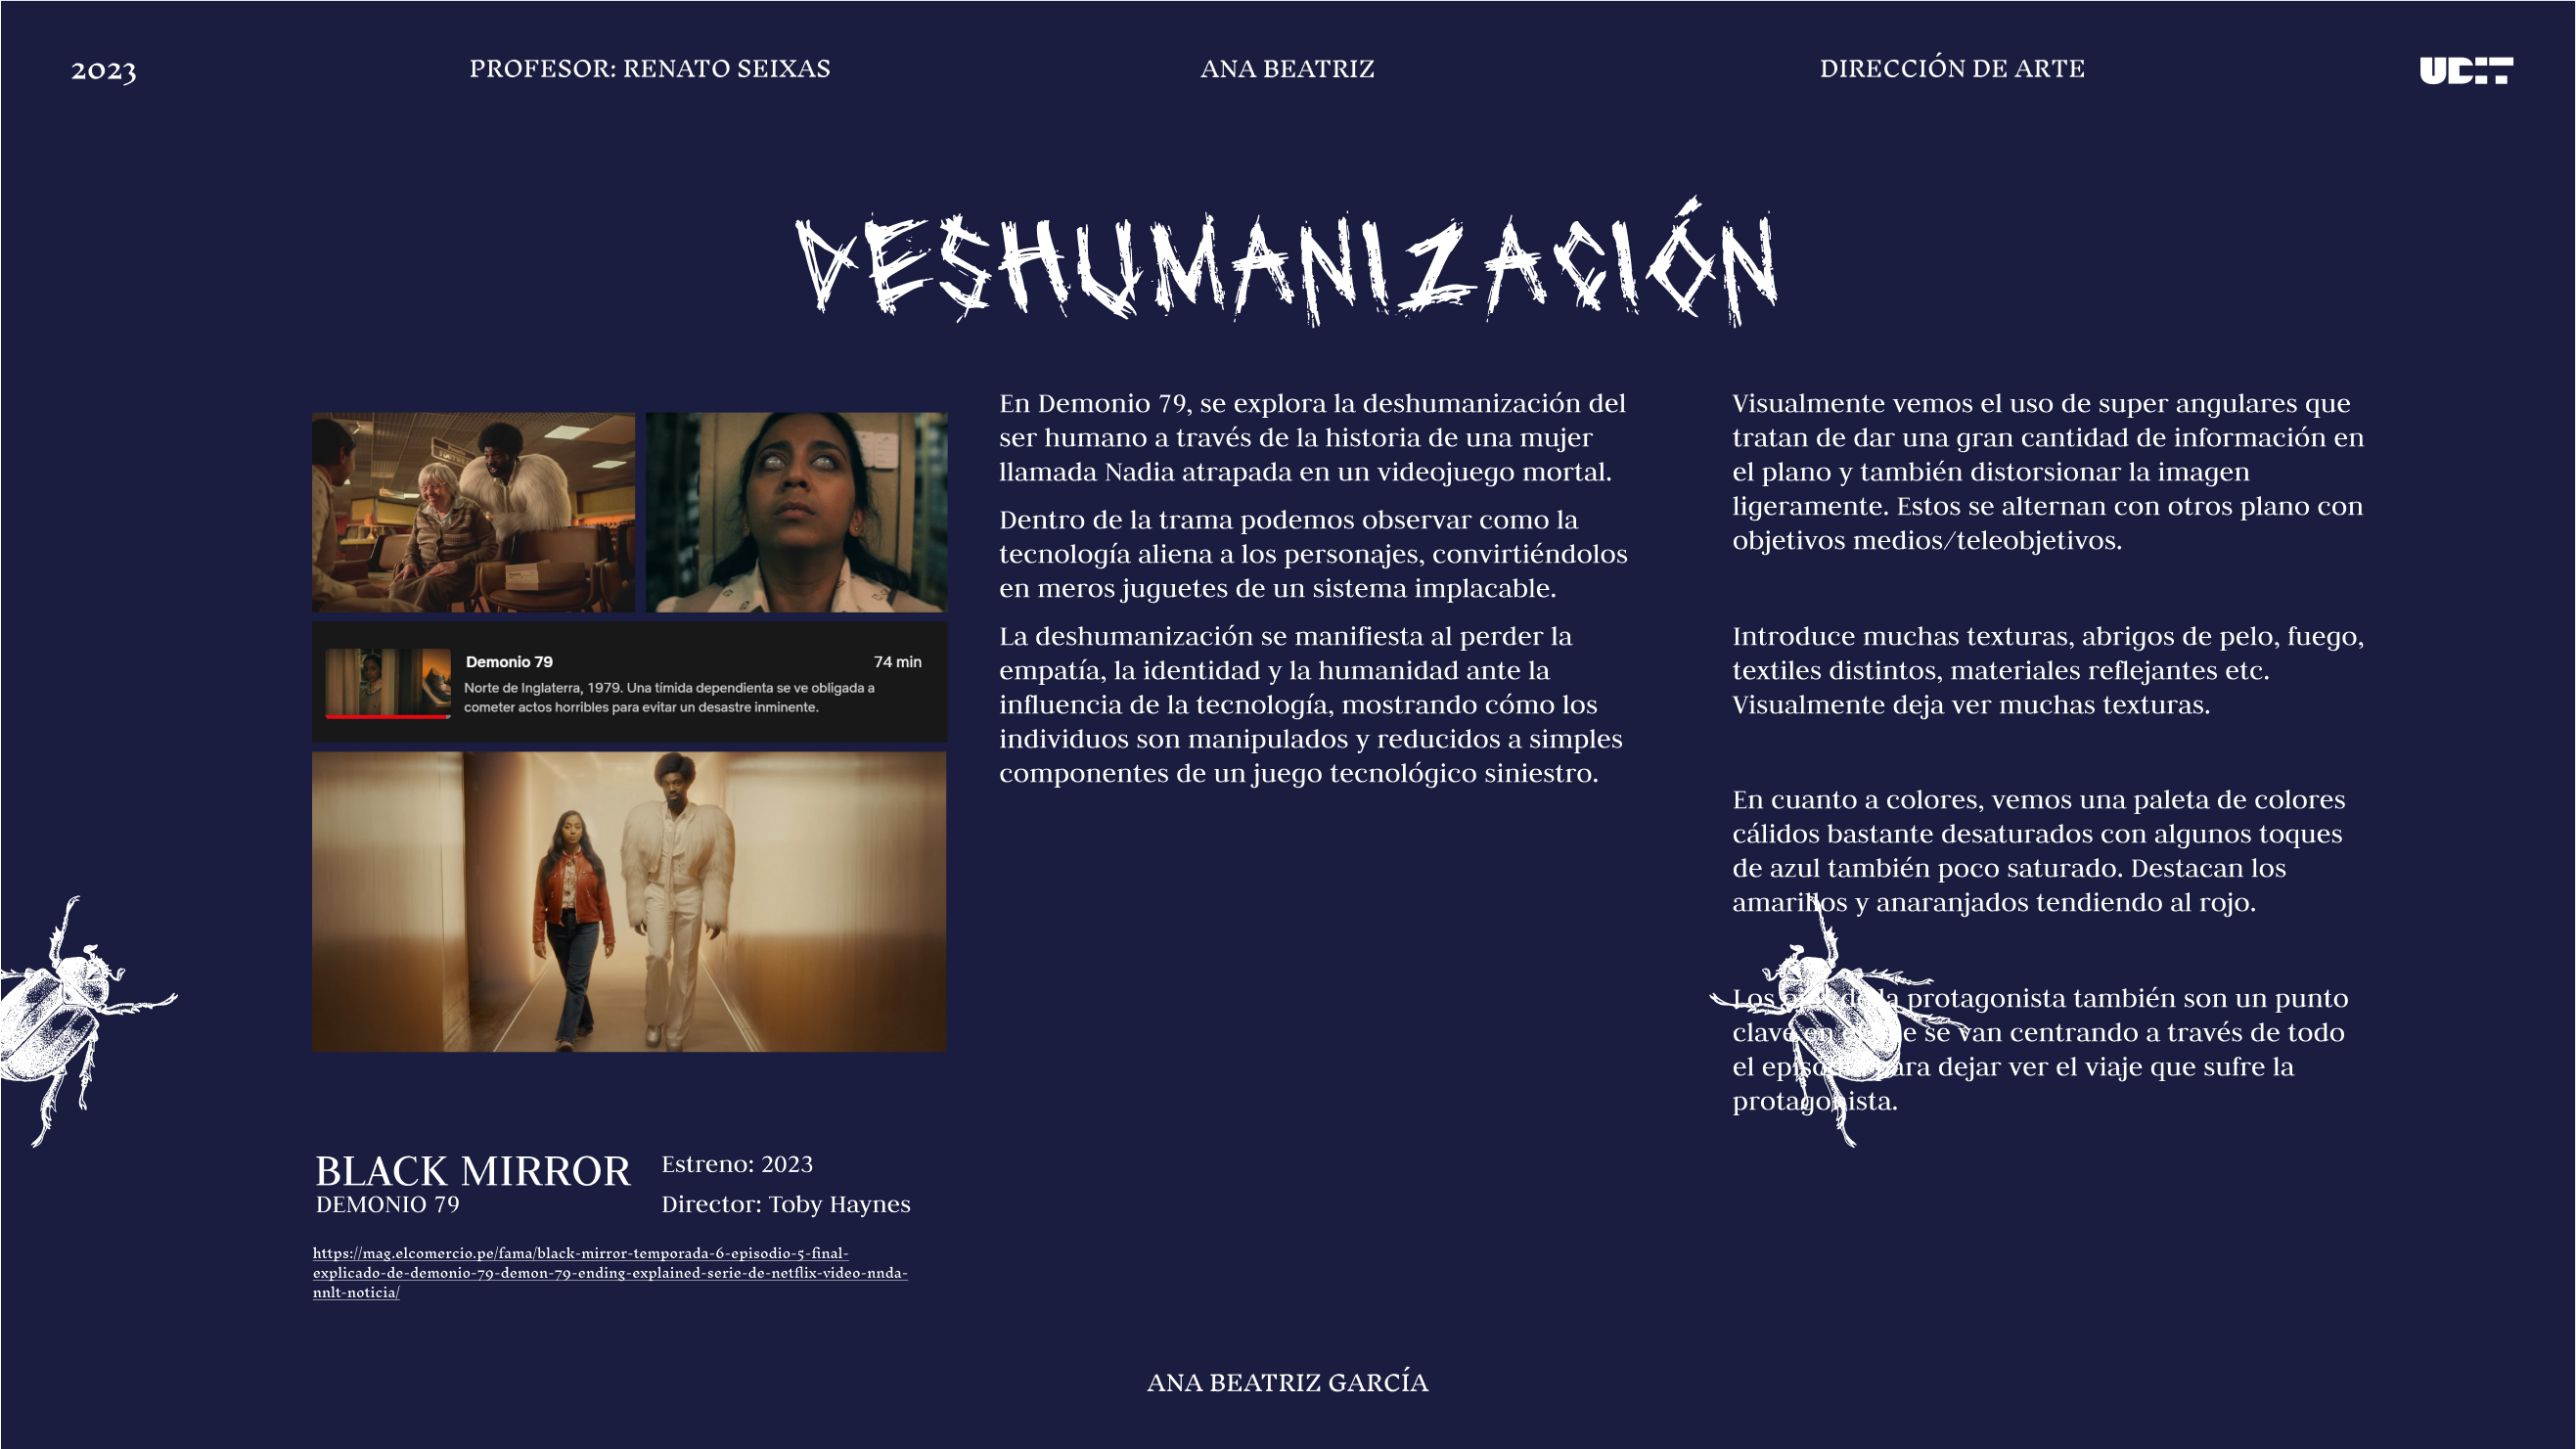 2023
PROFESOR: RENATO SEIXAS
ANA BEATRIZ
DIRECCIÓN DE ARTE
UDIT
DESHUMANIZACIÓN
Demonio 79
74 min
Norte de Inglaterra, 1979. Una tímida dependienta se ve obligada a
cometer actos horribles para evitar un desastre inminente.
BLACK MIRROR
DEMONIO 79
Estreno: 2023
Director: Toby Haynes
https://mag.elcomercio.pe/fama/black-mirror-temporada-6-episodio-5-final-
explicado-de-demonio-79-demon-79-ending-explained-serie-de-netflix-video-nnda-
nnlt-noticia/
En Demonio 79, se explora la deshumanización del
ser humano a través de la historia de una mujer
llamada Nadia atrapada en un videojuego mortal.
Dentro de la trama podemos observar como la
tecnología aliena a los personajes, convirtiéndolos
en meros juguetes de un sistema implacable.
La deshumanización se manifiesta al perder la
empatía, la identidad y la humanidad ante la
influencia de la tecnología, mostrando cómo los
individuos son manipulados y reducidos a simples
componentes de un juego tecnológico siniestro.
Visualmente vemos el uso de super angulares que
tratan de dar una gran cantidad de información en
el plano y también distorsionar la imagen
ligeramente. Estos se alternan con otros plano con
objetivos medios/teleobjetivos.
Introduce muchas texturas, abrigos de pelo, fuego,
textiles distintos, materiales reflejantes etc.
Visualmente deja ver muchas texturas.
En cuanto a colores, vemos una paleta de colores
cálidos bastante desaturados con algunos toques
de azul también poco saturado. Destacan los
amarillos y anaranjados tendiendo al rojo.
Los de la protagonista también son un punto
clave en se van centrando a través de todo
el episodio para dejar ver el viaje que sufre la
protagonista.
ANA BEATRIZ GARCÍA